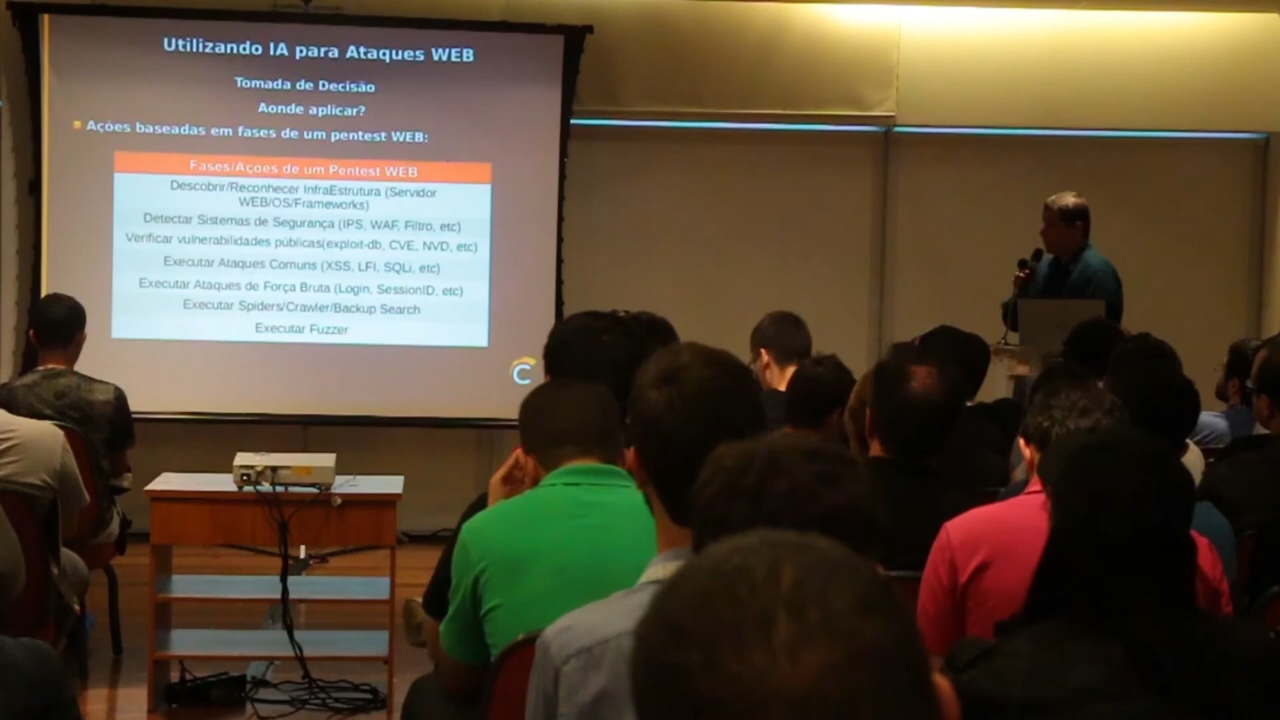 Utilizando IA para Ataques WEB
Tomada de Decisão
Aonde aplicar?
Ações baseadas em fases de um pentest WEB:
Fases/Ações de um Pentest WEB
Descobrir/Reconhecer InfraEstrutura (Servidor
WEB/OS/Frameworks)
Detectar Sistemas de Segurança (IPS, WAF, Filtro, etc)
Verificar vulnerabilidades públicas(exploit-db, CVE, NVD, etc)
Executar Ataques Comuns (XSS, LFI, SQLi, etc)
Executar Ataques de Força Bruta (Login, SessionID, etc)
Executar Spiders/Crawler/Backup Search
Executar Fuzzer
C